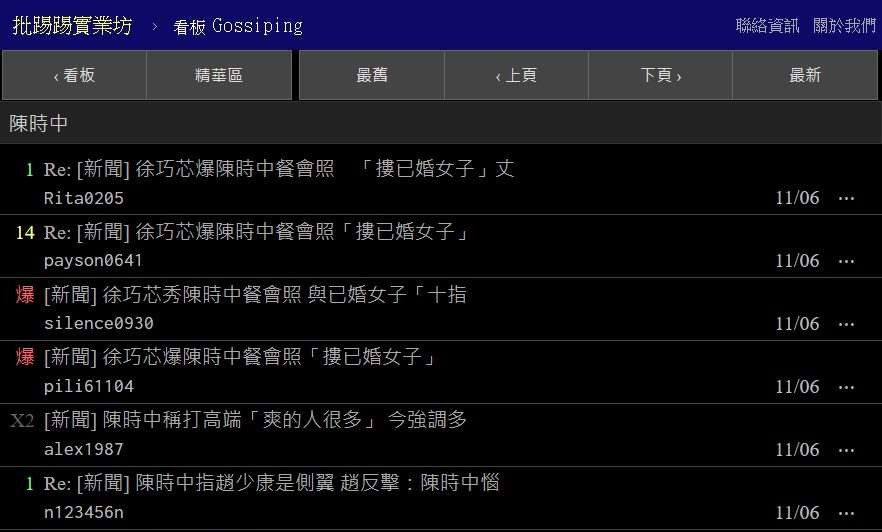 批踢踢實業坊 › 看板 Gossiping 聯絡資訊 關於我們
‹ 看板 精華區 最舊 ‹ 上頁 下頁 › 最新
陳時中
1 Re: [新聞] 徐巧芯爆陳時中餐會照 「摟已婚女子」丈
Rita0205 11/06 ⋯
14 Re: [新聞] 徐巧芯爆陳時中餐會照「摟已婚女子」
payson0641 11/06 ⋯
爆 [新聞] 徐巧芯秀陳時中餐會照 與已婚女子「十指
silence0930 11/06 ⋯
爆 [新聞] 徐巧芯爆陳時中餐會照「摟已婚女子」
pili61104 11/06 ⋯
X2 [新聞] 陳時中稱打高端「爽的人很多」 今強調多
alex1987 11/06 ⋯
1 Re: [新聞] 陳時中指趙少康是側翼 趙反擊：陳時中惱
n123456n 11/06 ⋯